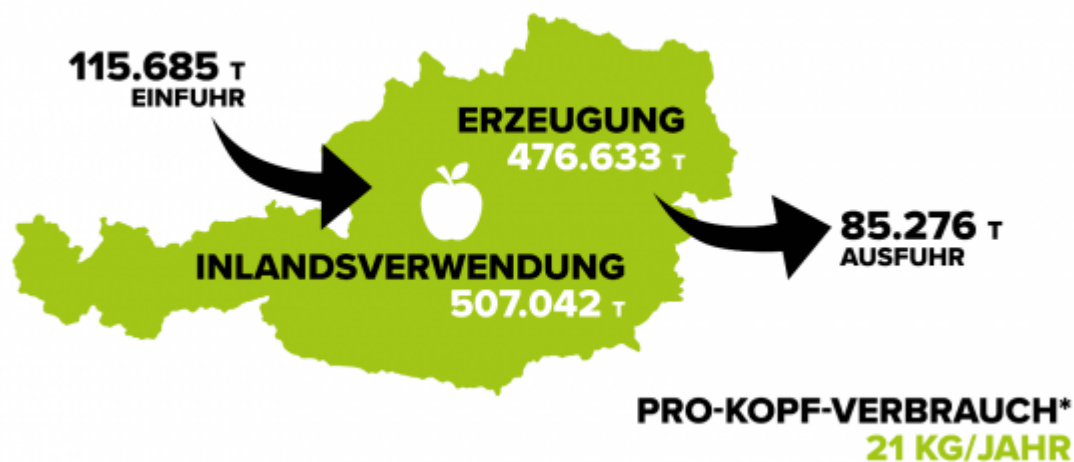 115.685 T
EINFUHR
ERZEUGUNG
476.633 T
85.276 T
AUSFUHR
INLANDSVERWENDUNG
507.042 T
PRO-KOPF-VERBRAUCH*
21 KG/JAHR